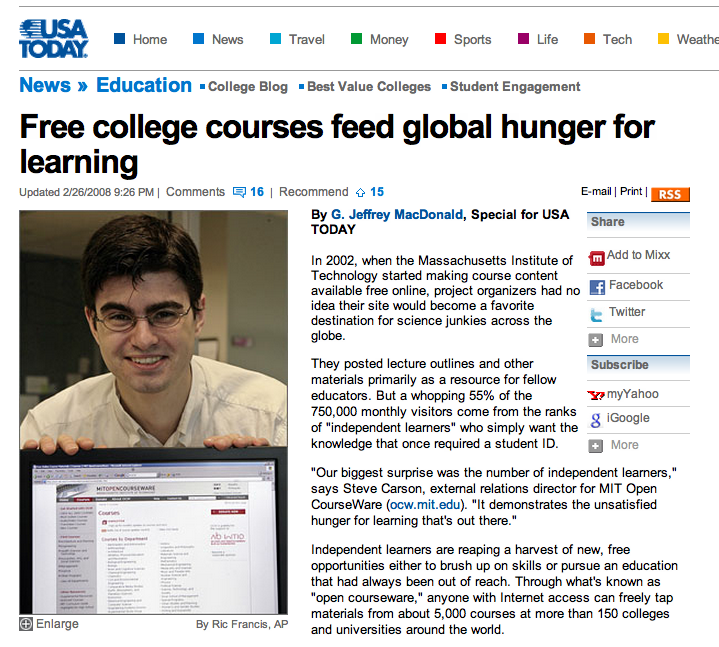 USA
TODAY
Home News Travel Money Sports Life Tech Weathe
News » Education College Blog Best Value Colleges Student Engagement
Free college courses feed global hunger for
learning
Updated 2/26/2008 9:26 PM | Comments 16 | Recommend 15
E-mail | Print | RSS
By G. Jeffrey MacDonald, Special for USA
TODAY
In 2002, when the Massachusetts Institute of
Technology started making course content
available free online, project organizers had no
idea their site would become a favorite
destination for science junkies across the
globe.
They posted lecture outlines and other
materials primarily as a resource for fellow
educators. But a whopping 55% of the
750,000 monthly visitors come from the ranks
of "independent learners" who simply want the
knowledge that once required a student ID.
"Our biggest surprise was the number of independent learners,"
says Steve Carson, external relations director for MIT Open
CourseWare (ocw.mit.edu). "It demonstrates the unsatisfied
hunger for learning that's out there."
Independent learners are reaping a harvest of new, free
opportunities either to brush up on skills or pursue an education
that had always been out of reach. Through what's known as
"open courseware," anyone with Internet access can freely tap
materials from about 5,000 courses at more than 150 colleges
and universities around the world.
Share
Add to Mixx
Facebook
Twitter
More
Subscribe
myYahoo
iGoogle
More
MITOPENCOURSEWARE
Courses
Courses by Department
Enlarge By Ric Francis, AP